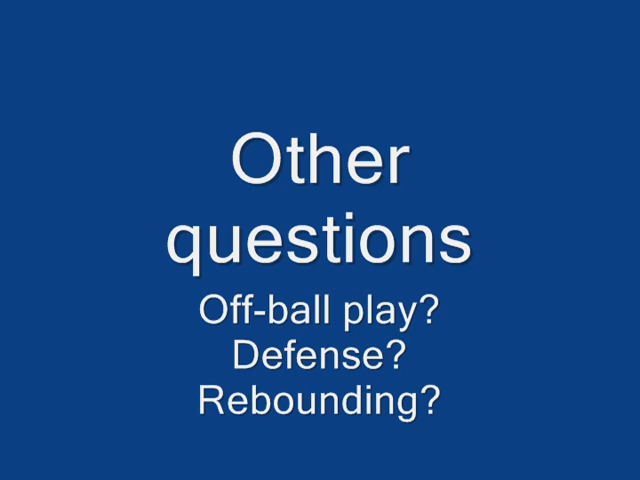 Other
questions
Off-ball play?
Defense?
Rebounding?